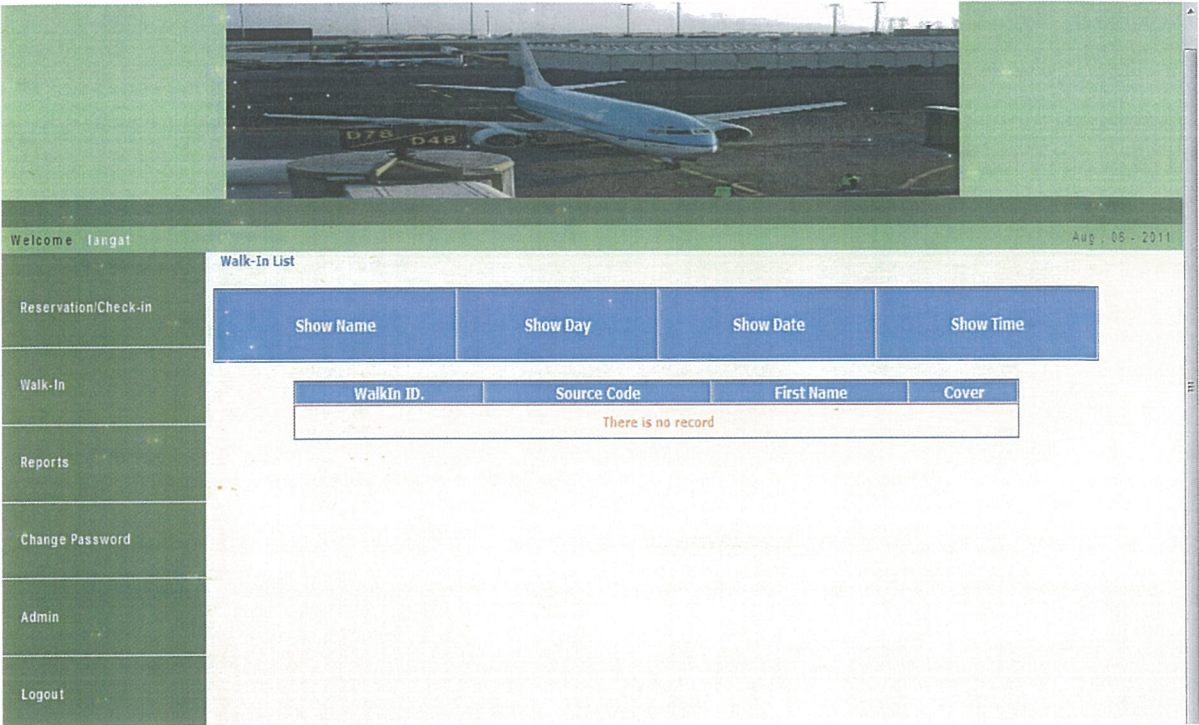 D78 D48
Welcome langat
Aug , 06 - 2011
Walk-In List
Reservation/Check-in
Walk-In
Reports
Change Password
Admin
Logout
Show Name Show Day Show Date Show Time
WalkIn ID. Source Code First Name Cover
There is no record